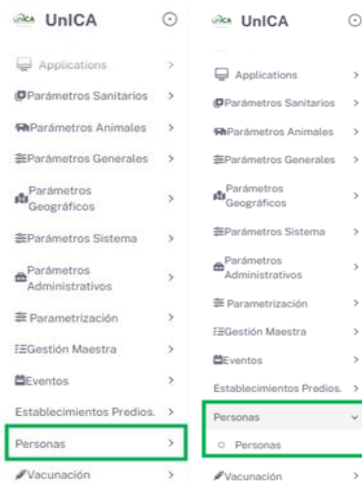 UnICA
Applications
Parámetros Sanitarios
Parámetros Animales
Parámetros Generales
Parámetros
Geográficos
Parámetros Sistema
Parámetros
Administrativos
Parametrización
Gestión Maestra
Eventos
Establecimientos Predios.
Personas
Vacunación
UnICA
Applications
Parámetros Sanitarios
Parámetros Animales
Parámetros Generales
Parámetros
Geográficos
Parámetros Sistema
Parámetros
Administrativos
Parametrización
Gestión Maestra
Eventos
Establecimientos Predios.
Personas
Personas
Vacunación